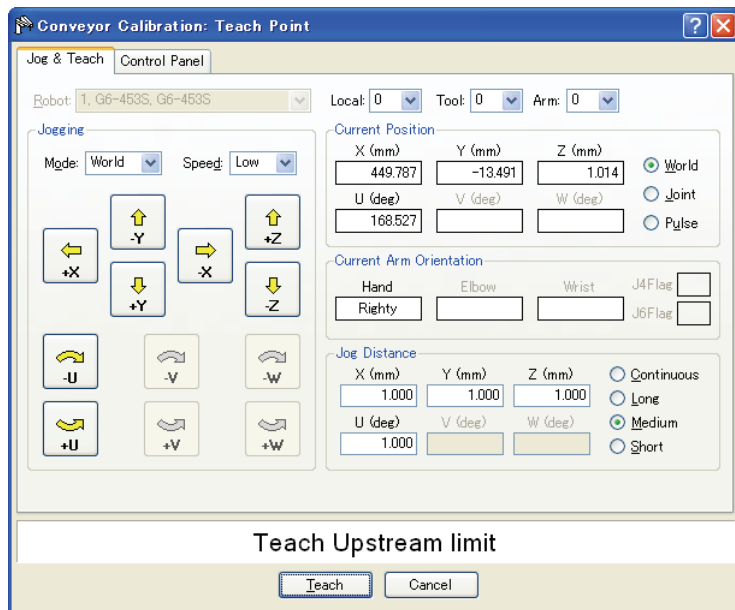 Conveyor Calibration: Teach Point
Jog & Teach Control Panel
Robot: 1, G6-453S, G6-453S Local: 0 Tool: 0 Arm: 0
Jogging
Mode: World Speed: Low
-Y +Z
+X -X
+Y -Z
-U -V -W
+U +V +W
Current Position
X (mm) Y (mm) Z (mm)
449.787 -13.491 1.014
U (deg) V (deg) W (deg)
168.527
World
Joint
Pulse
Current Arm Orientation
Hand Elbow Wrist J4Flag
Righty J6Flag
Jog Distance
X (mm) Y (mm) Z (mm)
1.000 1.000 1.000
U (deg) V (deg) W (deg)
1.000
Continuous
Long
Medium
Short
Teach Upstream limit
Teach Cancel